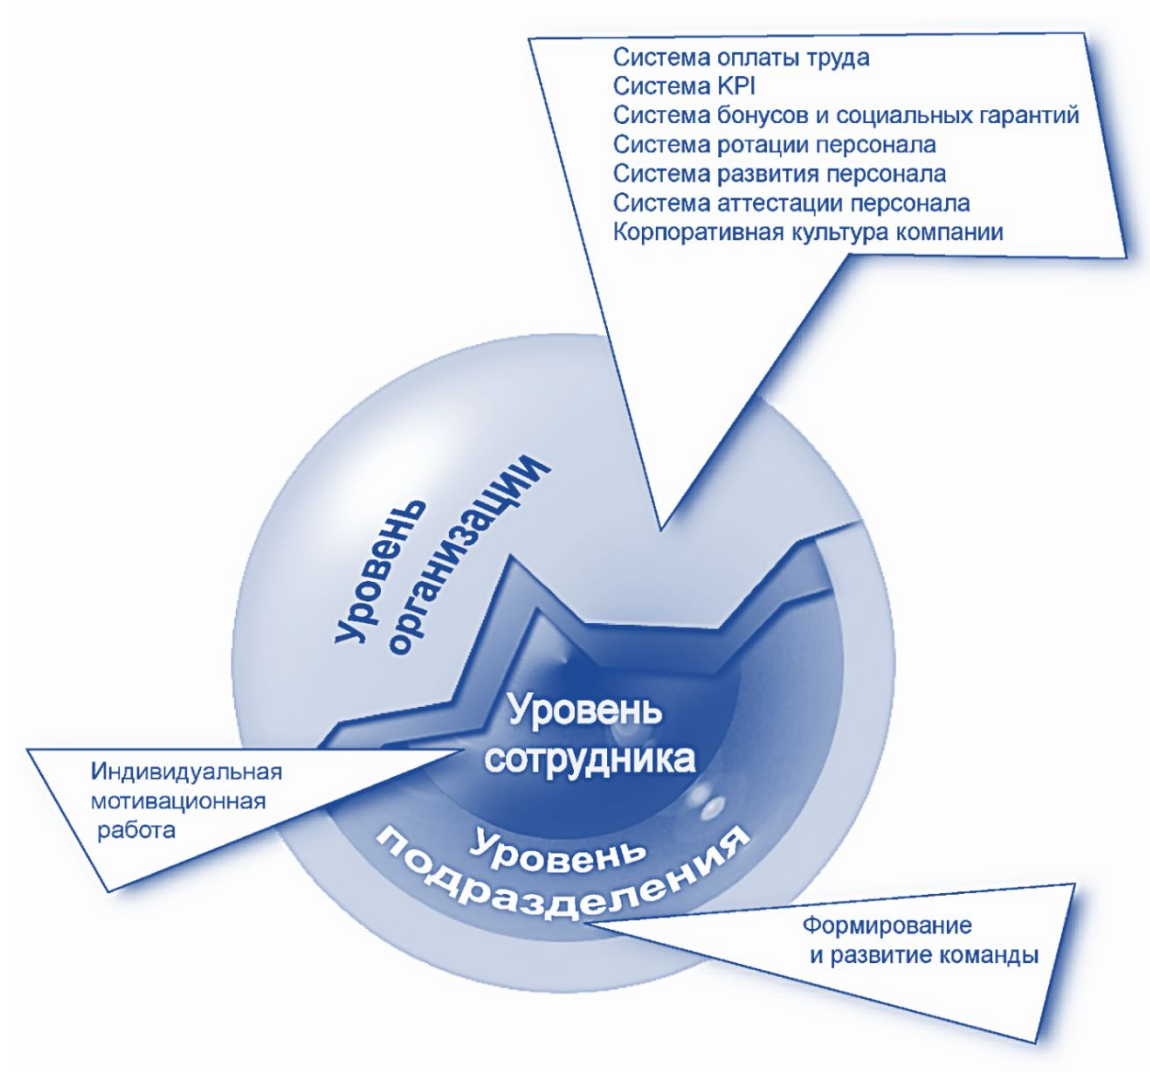 Система оплаты труда
Система KPI
Система бонусов и социальных гарантий
Система ротации персонала
Система развития персонала
Система аттестации персонала
Корпоративная культура компании
Уровень
организации
Уровень
сотрудника
Индивидуальная
мотивационная
работа
Уровень
подразделения
Формирование
и развитие команды